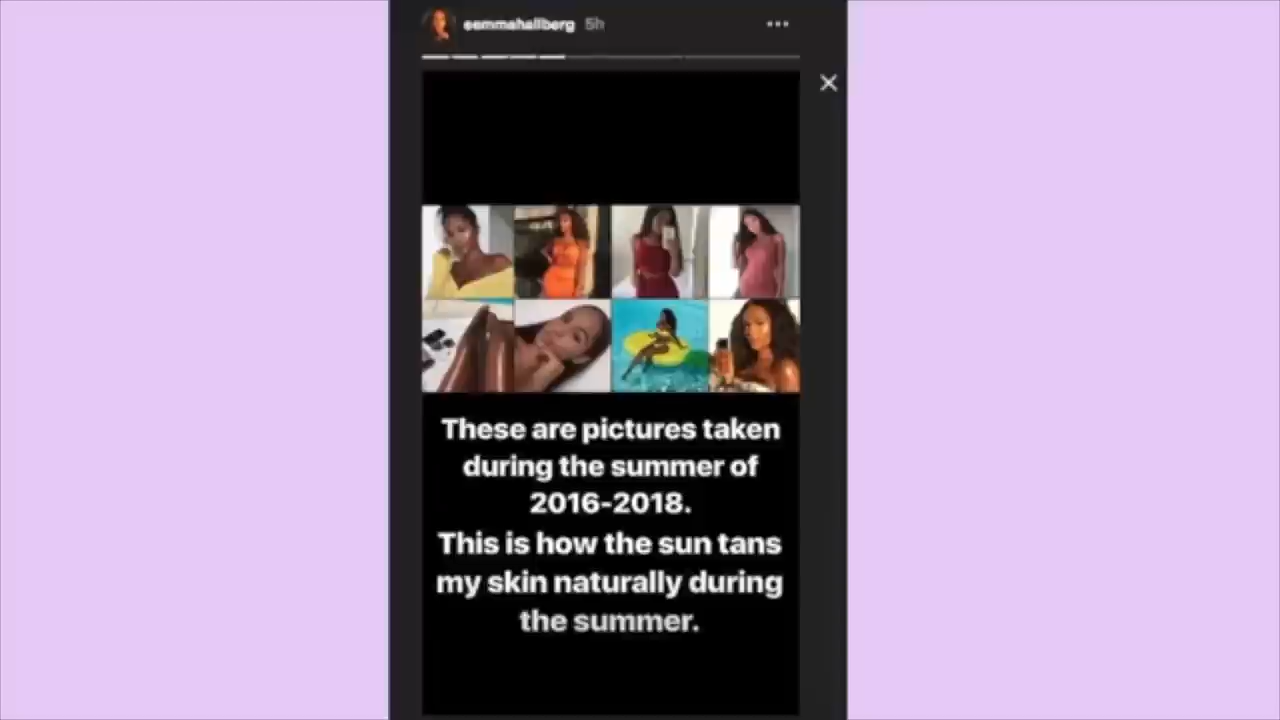 eemmahallberg 5h
These are pictures taken
during the summer of
2016-2018.
This is how the sun tans
my skin naturally during
the summer.